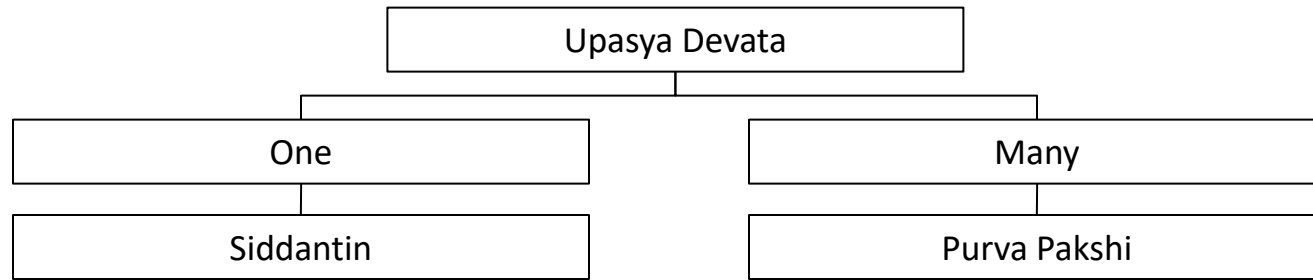 Upasya Devata
One
Many
Siddantin
Purva Pakshi